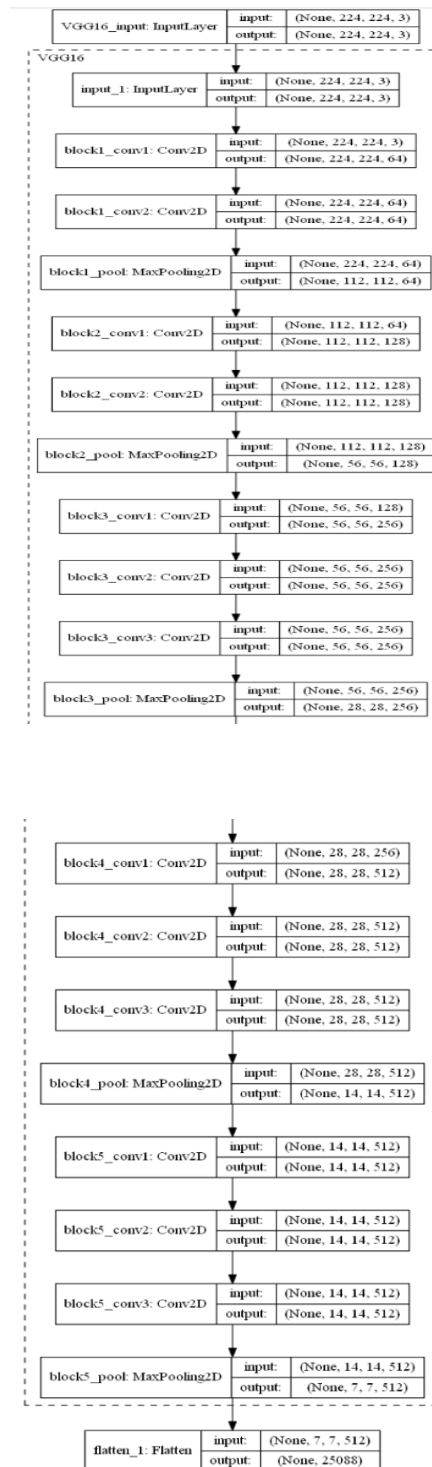 VGG16_input: InputLayer input: (None, 224, 224, 3)
output: (None, 224, 224, 3)
VGG16
input_1: InputLayer input: (None, 224, 224, 3)
output: (None, 224, 224, 3)
block1_conv1: Conv2D input: (None, 224, 224, 3)
output: (None, 224, 224, 64)
block1_conv2: Conv2D input: (None, 224, 224, 64)
output: (None, 224, 224, 64)
block1_pool: MaxPooling2D input: (None, 224, 224, 64)
output: (None, 112, 112, 64)
block2_conv1: Conv2D input: (None, 112, 112, 64)
output: (None, 112, 112, 128)
block2_conv2: Conv2D input: (None, 112, 112, 128)
output: (None, 112, 112, 128)
block2_pool: MaxPooling2D input: (None, 112, 112, 128)
output: (None, 56, 56, 128)
block3_conv1: Conv2D input: (None, 56, 56, 128)
output: (None, 56, 56, 256)
block3_conv2: Conv2D input: (None, 56, 56, 256)
output: (None, 56, 56, 256)
block3_conv3: Conv2D input: (None, 56, 56, 256)
output: (None, 56, 56, 256)
block3_pool: MaxPooling2D input: (None, 56, 56, 256)
output: (None, 28, 28, 256)
block4_conv1: Conv2D input: (None, 28, 28, 256)
output: (None, 28, 28, 512)
block4_conv2: Conv2D input: (None, 28, 28, 512)
output: (None, 28, 28, 512)
block4_conv3: Conv2D input: (None, 28, 28, 512)
output: (None, 28, 28, 512)
block4_pool: MaxPooling2D input: (None, 28, 28, 512)
output: (None, 14, 14, 512)
block5_conv1: Conv2D input: (None, 14, 14, 512)
output: (None, 14, 14, 512)
block5_conv2: Conv2D input: (None, 14, 14, 512)
output: (None, 14, 14, 512)
block5_conv3: Conv2D input: (None, 14, 14, 512)
output: (None, 14, 14, 512)
block5_pool: MaxPooling2D input: (None, 14, 14, 512)
output: (None, 7, 7, 512)
flatten_1: Flatten input: (None, 7, 7, 512)
output: (None, 25088)